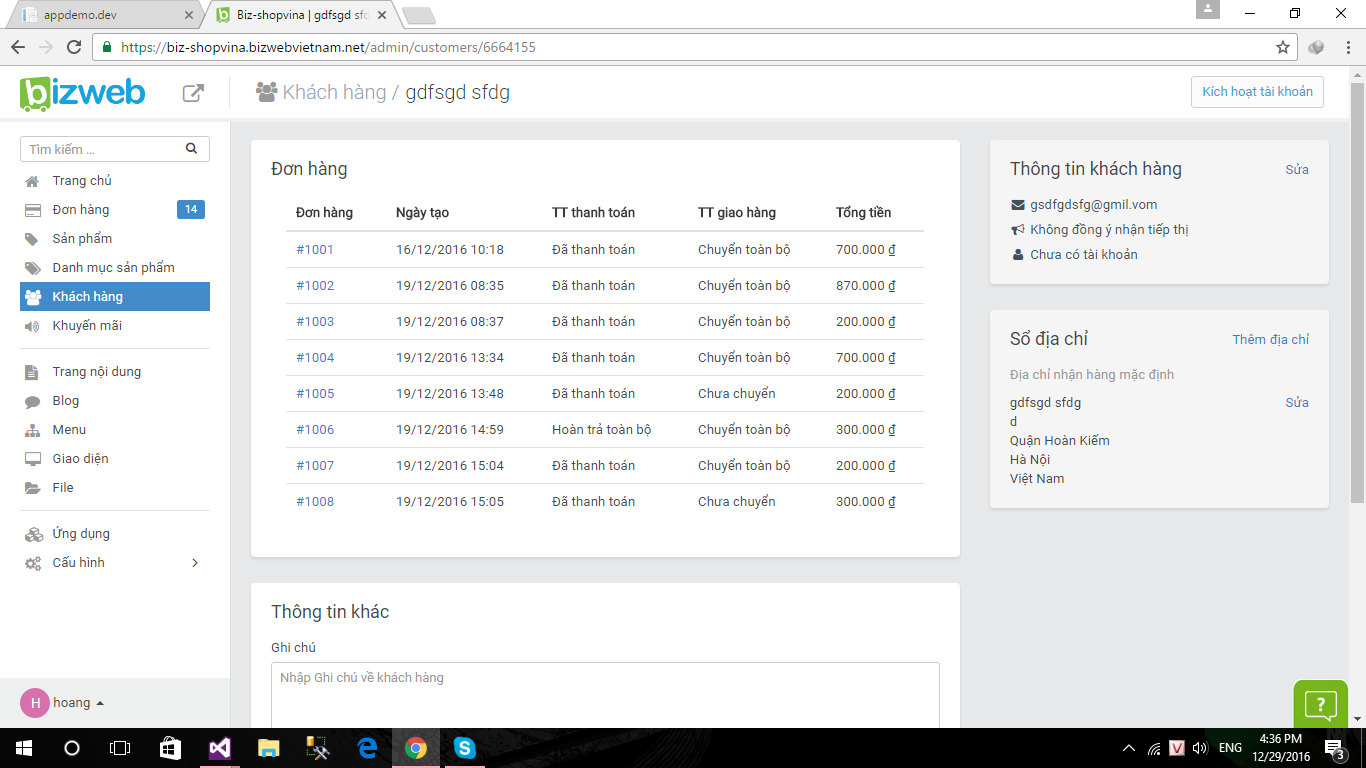 appdemo.dev
Biz-shopvina | gdfsgd sfd
https://biz-shopvina.bizwebvietnam.net/admin/customers/6664155
bizweb
Khách hàng / gdfsgd sfdg
Kích hoạt tài khoản
Tìm kiếm ...
Trang chủ
Đơn hàng 14
Sản phẩm
Danh mục sản phẩm
Khách hàng
Khuyến mãi
Trang nội dung
Blog
Menu
Giao diện
File
Ứng dụng
Cấu hình
H hoang
Đơn hàng
Đơn hàng Ngày tạo TT thanh toán TT giao hàng Tổng tiền
#1001 16/12/2016 10:18 Đã thanh toán Chuyển toàn bộ 700.000 ₫
#1002 19/12/2016 08:35 Đã thanh toán Chuyển toàn bộ 870.000 ₫
#1003 19/12/2016 08:37 Đã thanh toán Chuyển toàn bộ 200.000 ₫
#1004 19/12/2016 13:34 Đã thanh toán Chuyển toàn bộ 700.000 ₫
#1005 19/12/2016 13:48 Đã thanh toán Chưa chuyển 200.000 ₫
#1006 19/12/2016 14:59 Hoàn trả toàn bộ Chuyển toàn bộ 300.000 ₫
#1007 19/12/2016 15:04 Đã thanh toán Chuyển toàn bộ 200.000 ₫
#1008 19/12/2016 15:05 Đã thanh toán Chưa chuyển 300.000 ₫
Thông tin khác
Ghi chú
Nhập Ghi chú về khách hàng
Thông tin khách hàng Sửa
gsdfgdsfg@gmil.vom
Không đồng ý nhận tiếp thị
Chưa có tài khoản
Sổ địa chỉ Thêm địa chỉ
Địa chỉ nhận hàng mặc định
gdfsgd sfdg Sửa
d
Quận Hoàn Kiếm
Hà Nội
Việt Nam
?
V ENG 4:36 PM
12/29/2016 3